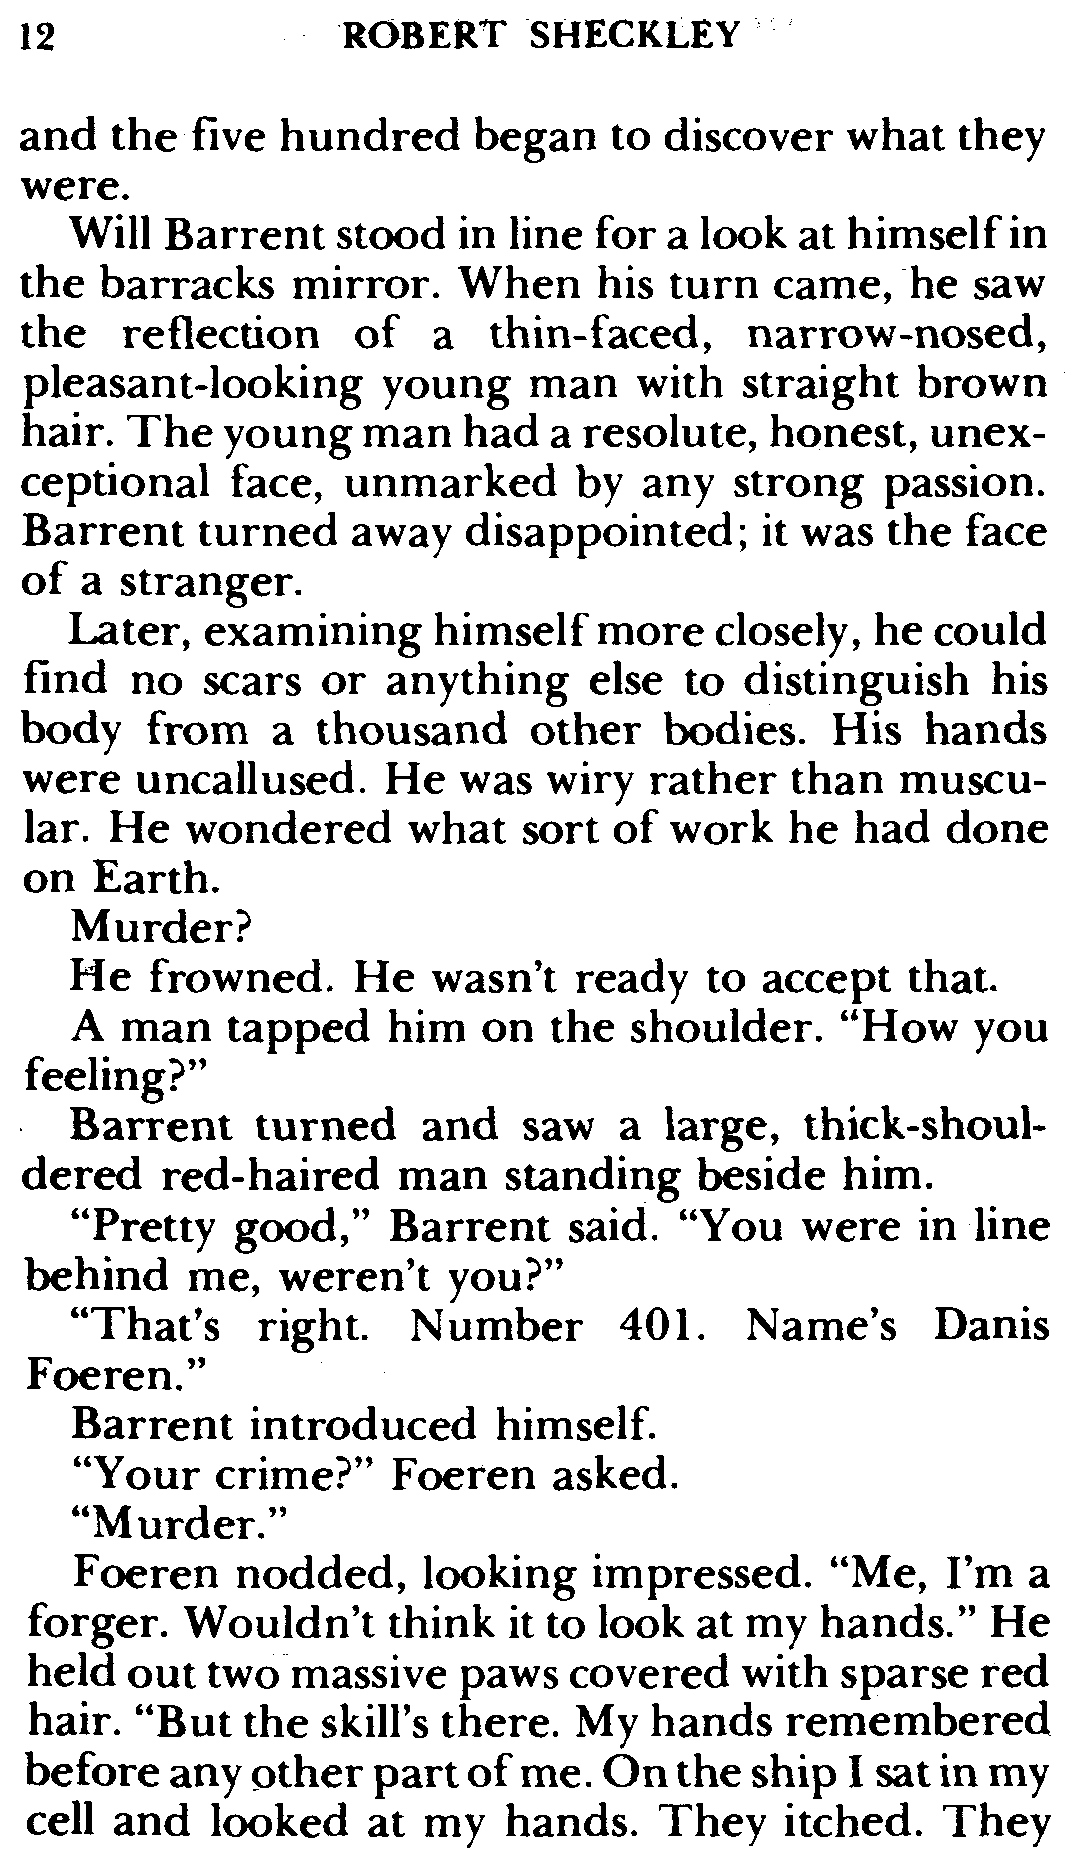 12 ROBERT SHECKLEY
and the five hundred began to discover what they
were.
Will Barrent stood in line for a look at himself in
the barracks mirror. When his turn came, he saw
the reflection of a thin-faced, narrow-nosed,
pleasant-looking young man with straight brown
hair. The young man had a resolute, honest, unex-
ceptional face, unmarked by any strong passion.
Barrent turned away disappointed; it was the face
of a stranger.
Later, examining himself more closely, he could
find no scars or anything else to distinguish his
body from a thousand other bodies. His hands
were uncallused. He was wiry rather than muscu-
lar. He wondered what sort of work he had done
on Earth.
Murder?
He frowned. He wasn't ready to accept that.
A man tapped him on the shoulder. “How you
feeling?”
Barrent turned and saw a large, thick-shoul-
dered red-haired man standing beside him.
“Pretty good,” Barrent said. “You were in line
behind me, weren't you?”
“That's right. Number 401. Name's Danis
Foeren.”
Barrent introduced himself.
“Your crime?” Foeren asked.
“Murder.”
Foeren nodded, looking impressed. “Me, I'm a
forger. Wouldn't think it to look at my hands.” He
held out two massive paws covered with sparse red
hair. “But the skill's there. My hands remembered
before any other part of me. On the ship I sat in my
cell and looked at my hands. They itched. They